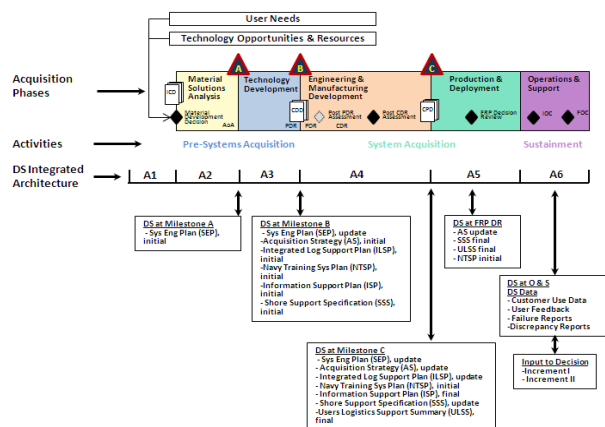 User Needs
Technology Opportunities & Resources
A
B
C
Acquisition
Phases
Material
Solutions
Analysis
Technology
Development
Engineering &
Manufacturing
Development
Production &
Deployment
Operations &
Support
ICD
Material
Development
Decision
AoA
CDD
PDR
PDR
Post PDR
Assessment
CDR
Post CDR
Assessment
CPD
FRP Decision
Review
IOC
FOC
Activities
Pre-Systems Acquisition
System Acquisition
Sustainment
DS Integrated
Architecture
A1
A2
A3
A4
A5
A6
DS at Milestone A
- Sys Eng Plan (SEP),
initial
DS at Milestone B
- Sys Eng Plan (SEP), update
-Acquisition Strategy (AS), initial
-Integrated Log Support Plan (ILSP),
initial
-Navy Training Sys Plan (NTSP),
initial
-Information Support Plan (ISP),
initial
- Shore Support Specification (SSS),
initial
DS at FRP DR
- AS update
- SSS final
- ULSS final
- NTSP initial
DS at O & S
DS Data
- Customer Use Data
- User Feedback
- Failure Reports
-Discrepancy Reports
Input to Decision
-Increment I
- Increment II
DS at Milestone C
- Sys Eng Plan (SEP), update
- Acquisition Strategy (AS), update
- Integrated Log Support Plan (ILSP), update
- Navy Training Sys Plan (NTSP), initial
- Information Support Plan (ISP), final
- Shore Support Specification (SSS), update
-Users Logistics Support Summary (ULSS),
final